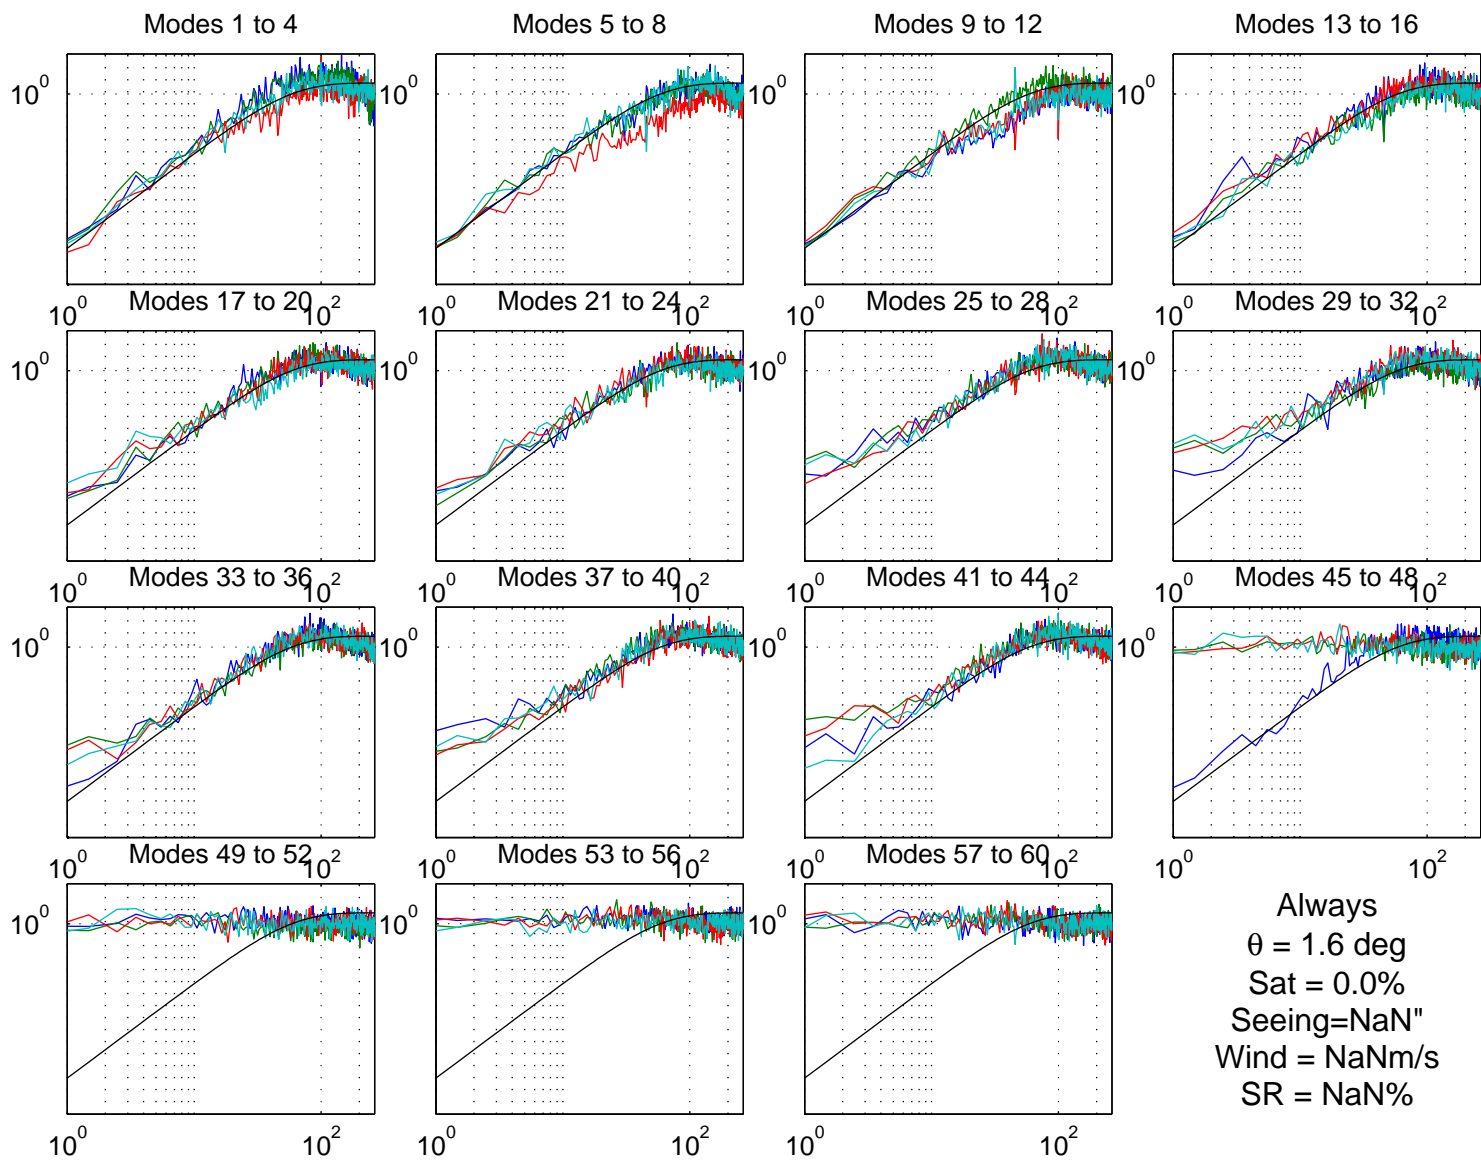 Modes 1 to 4
Modes 5 to 8
Modes 9 to 12
Modes 13 to 16
10^0
10^0
10^0
10^0
10^0
10^2
10^0
10^2
10^0
10^2
10^0
10^2
Modes 17 to 20
Modes 21 to 24
Modes 25 to 28
Modes 29 to 32
10^0
10^0
10^0
10^0
10^0
10^2
10^0
10^2
10^0
10^2
10^0
10^2
Modes 33 to 36
Modes 37 to 40
Modes 41 to 44
Modes 45 to 48
10^0
10^0
10^0
10^0
10^0
10^2
10^0
10^2
10^0
10^2
10^0
10^2
Modes 49 to 52
Modes 53 to 56
Modes 57 to 60
10^0
10^0
10^0
10^0
10^2
10^0
10^2
10^0
10^2
Always
θ = 1.6 deg
Sat = 0.0%
Seeing=NaN"
Wind = NaNm/s
SR = NaN%